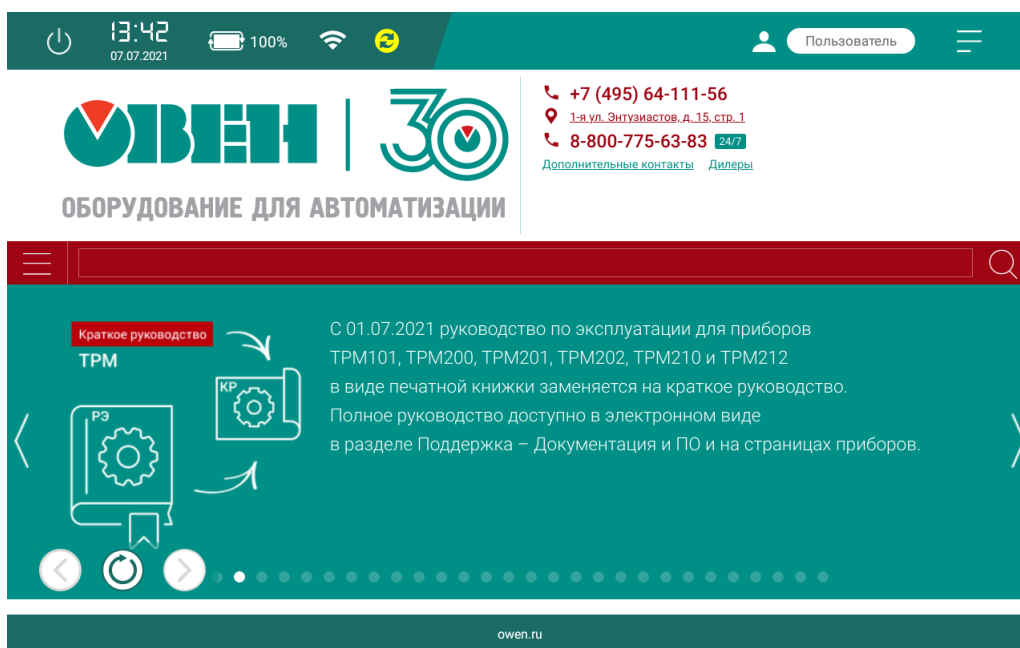 13:42
07.07.2021
100%
Пользователь
ОВЕН 30
ОБОРУДОВАНИЕ ДЛЯ АВТОМАТИЗАЦИИ
+7 (495) 64-111-56
1-я ул. Энтузиастов, д. 15, стр. 1
8-800-775-63-83 24/7
Дополнительные контакты Дилеры
Краткое руководство
ТРМ
КР
РЭ
С 01.07.2021 руководство по эксплуатации для приборов
ТРМ101, ТРМ200, ТРМ201, ТРМ202, ТРМ210 и ТРМ212
в виде печатной книжки заменяется на краткое руководство.
Полное руководство доступно в электронном виде
в разделе Поддержка – Документация и ПО и на страницах приборов.
owen.ru